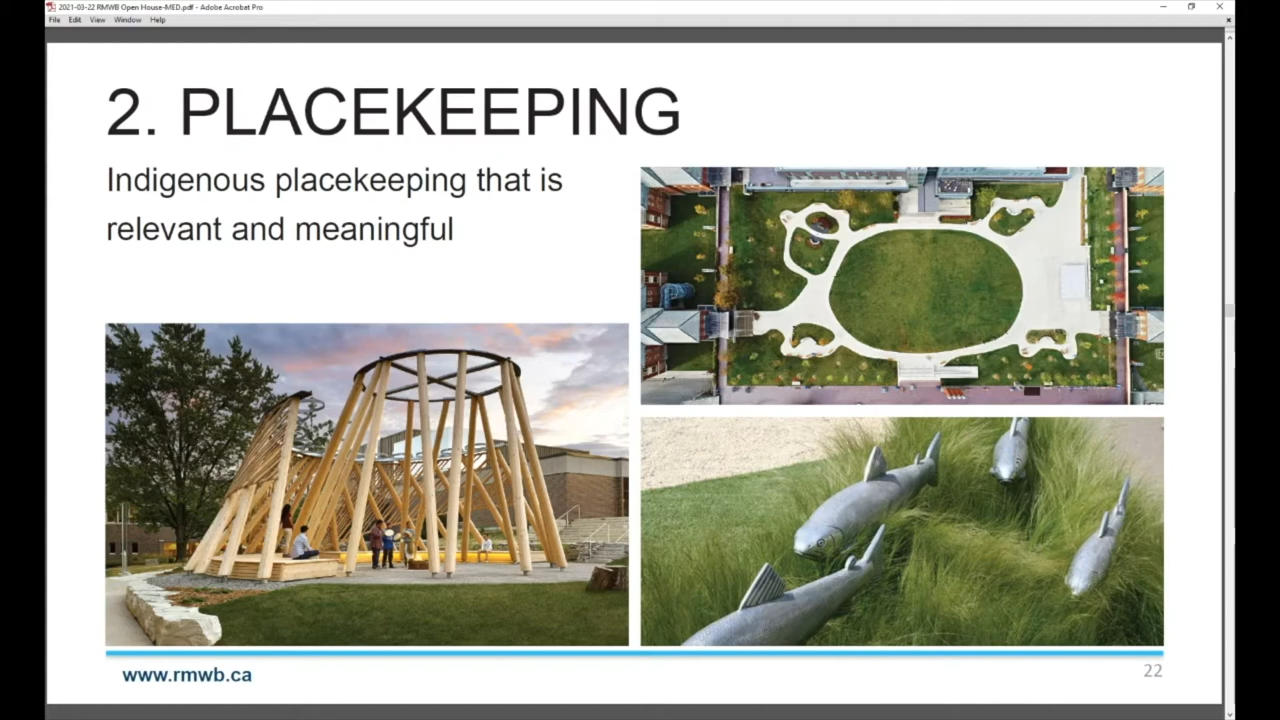 2021-03-22 RMWB Open House-MED.pdf - Adobe Acrobat Pro
File Edit View Window Help
2. PLACEKEEPING
Indigenous placekeeping that is
relevant and meaningful
www.rmwb.ca
22